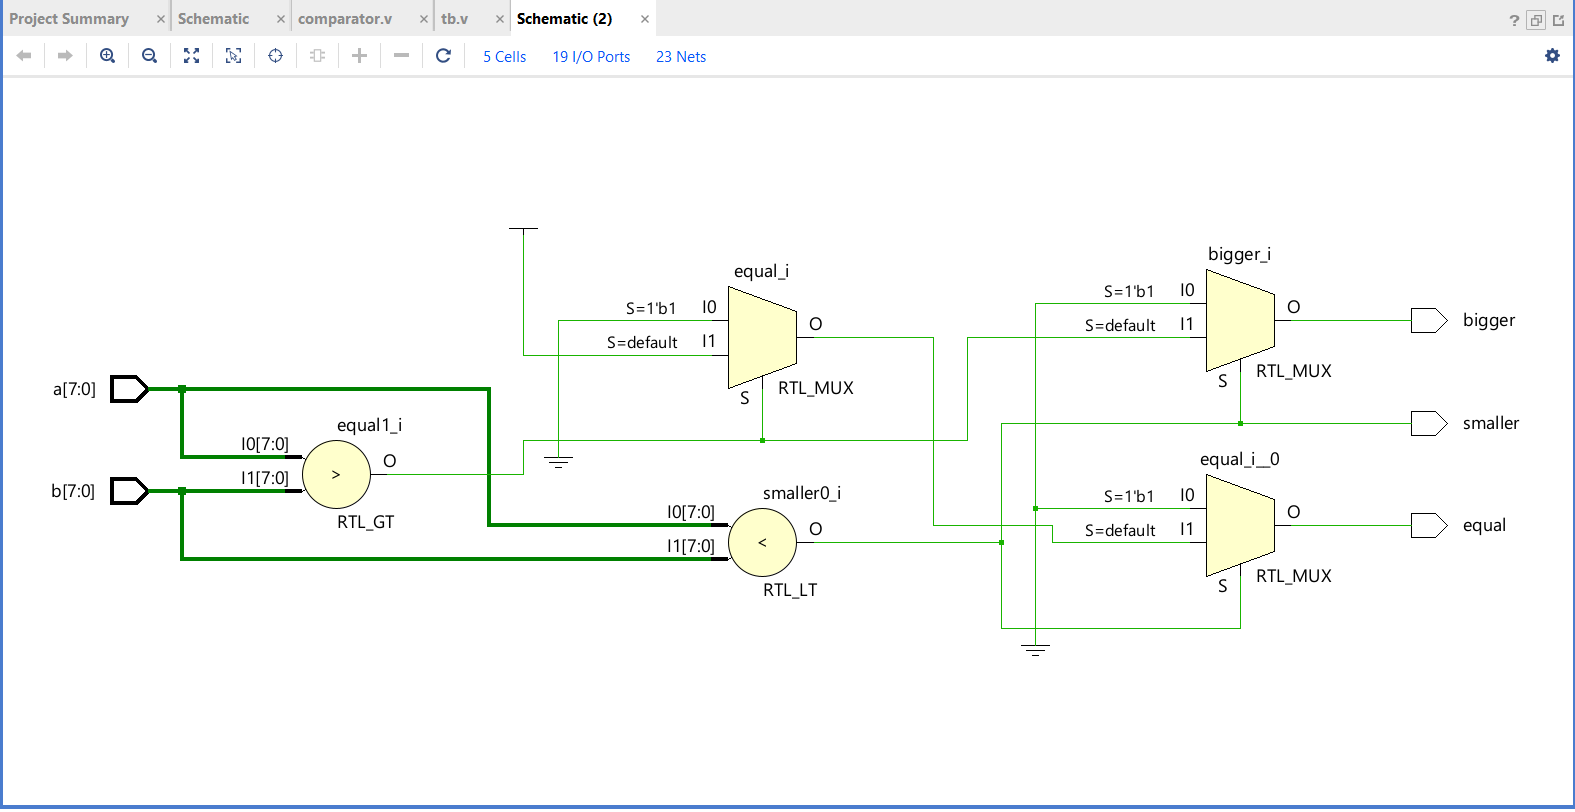 Project Summary × Schematic × comparator.v × tb.v × Schematic (2) × ?
5 Cells 19 I/O Ports 23 Nets
bigger_i
equal_i
S=1'b1 I0
O
S=default I1
bigger
RTL_MUX
S
S=1'b1 I0
O
S=default I1
RTL_MUX
S
a[7:0]
equal1_i
I0[7:0]
O
b[7:0]
I1[7:0]
>
RTL_GT
smaller
equal_i__0
S=1'b1 I0
O
S=default I1
equal
RTL_MUX
S
smaller0_i
I0[7:0]
O
I1[7:0]
<
RTL_LT